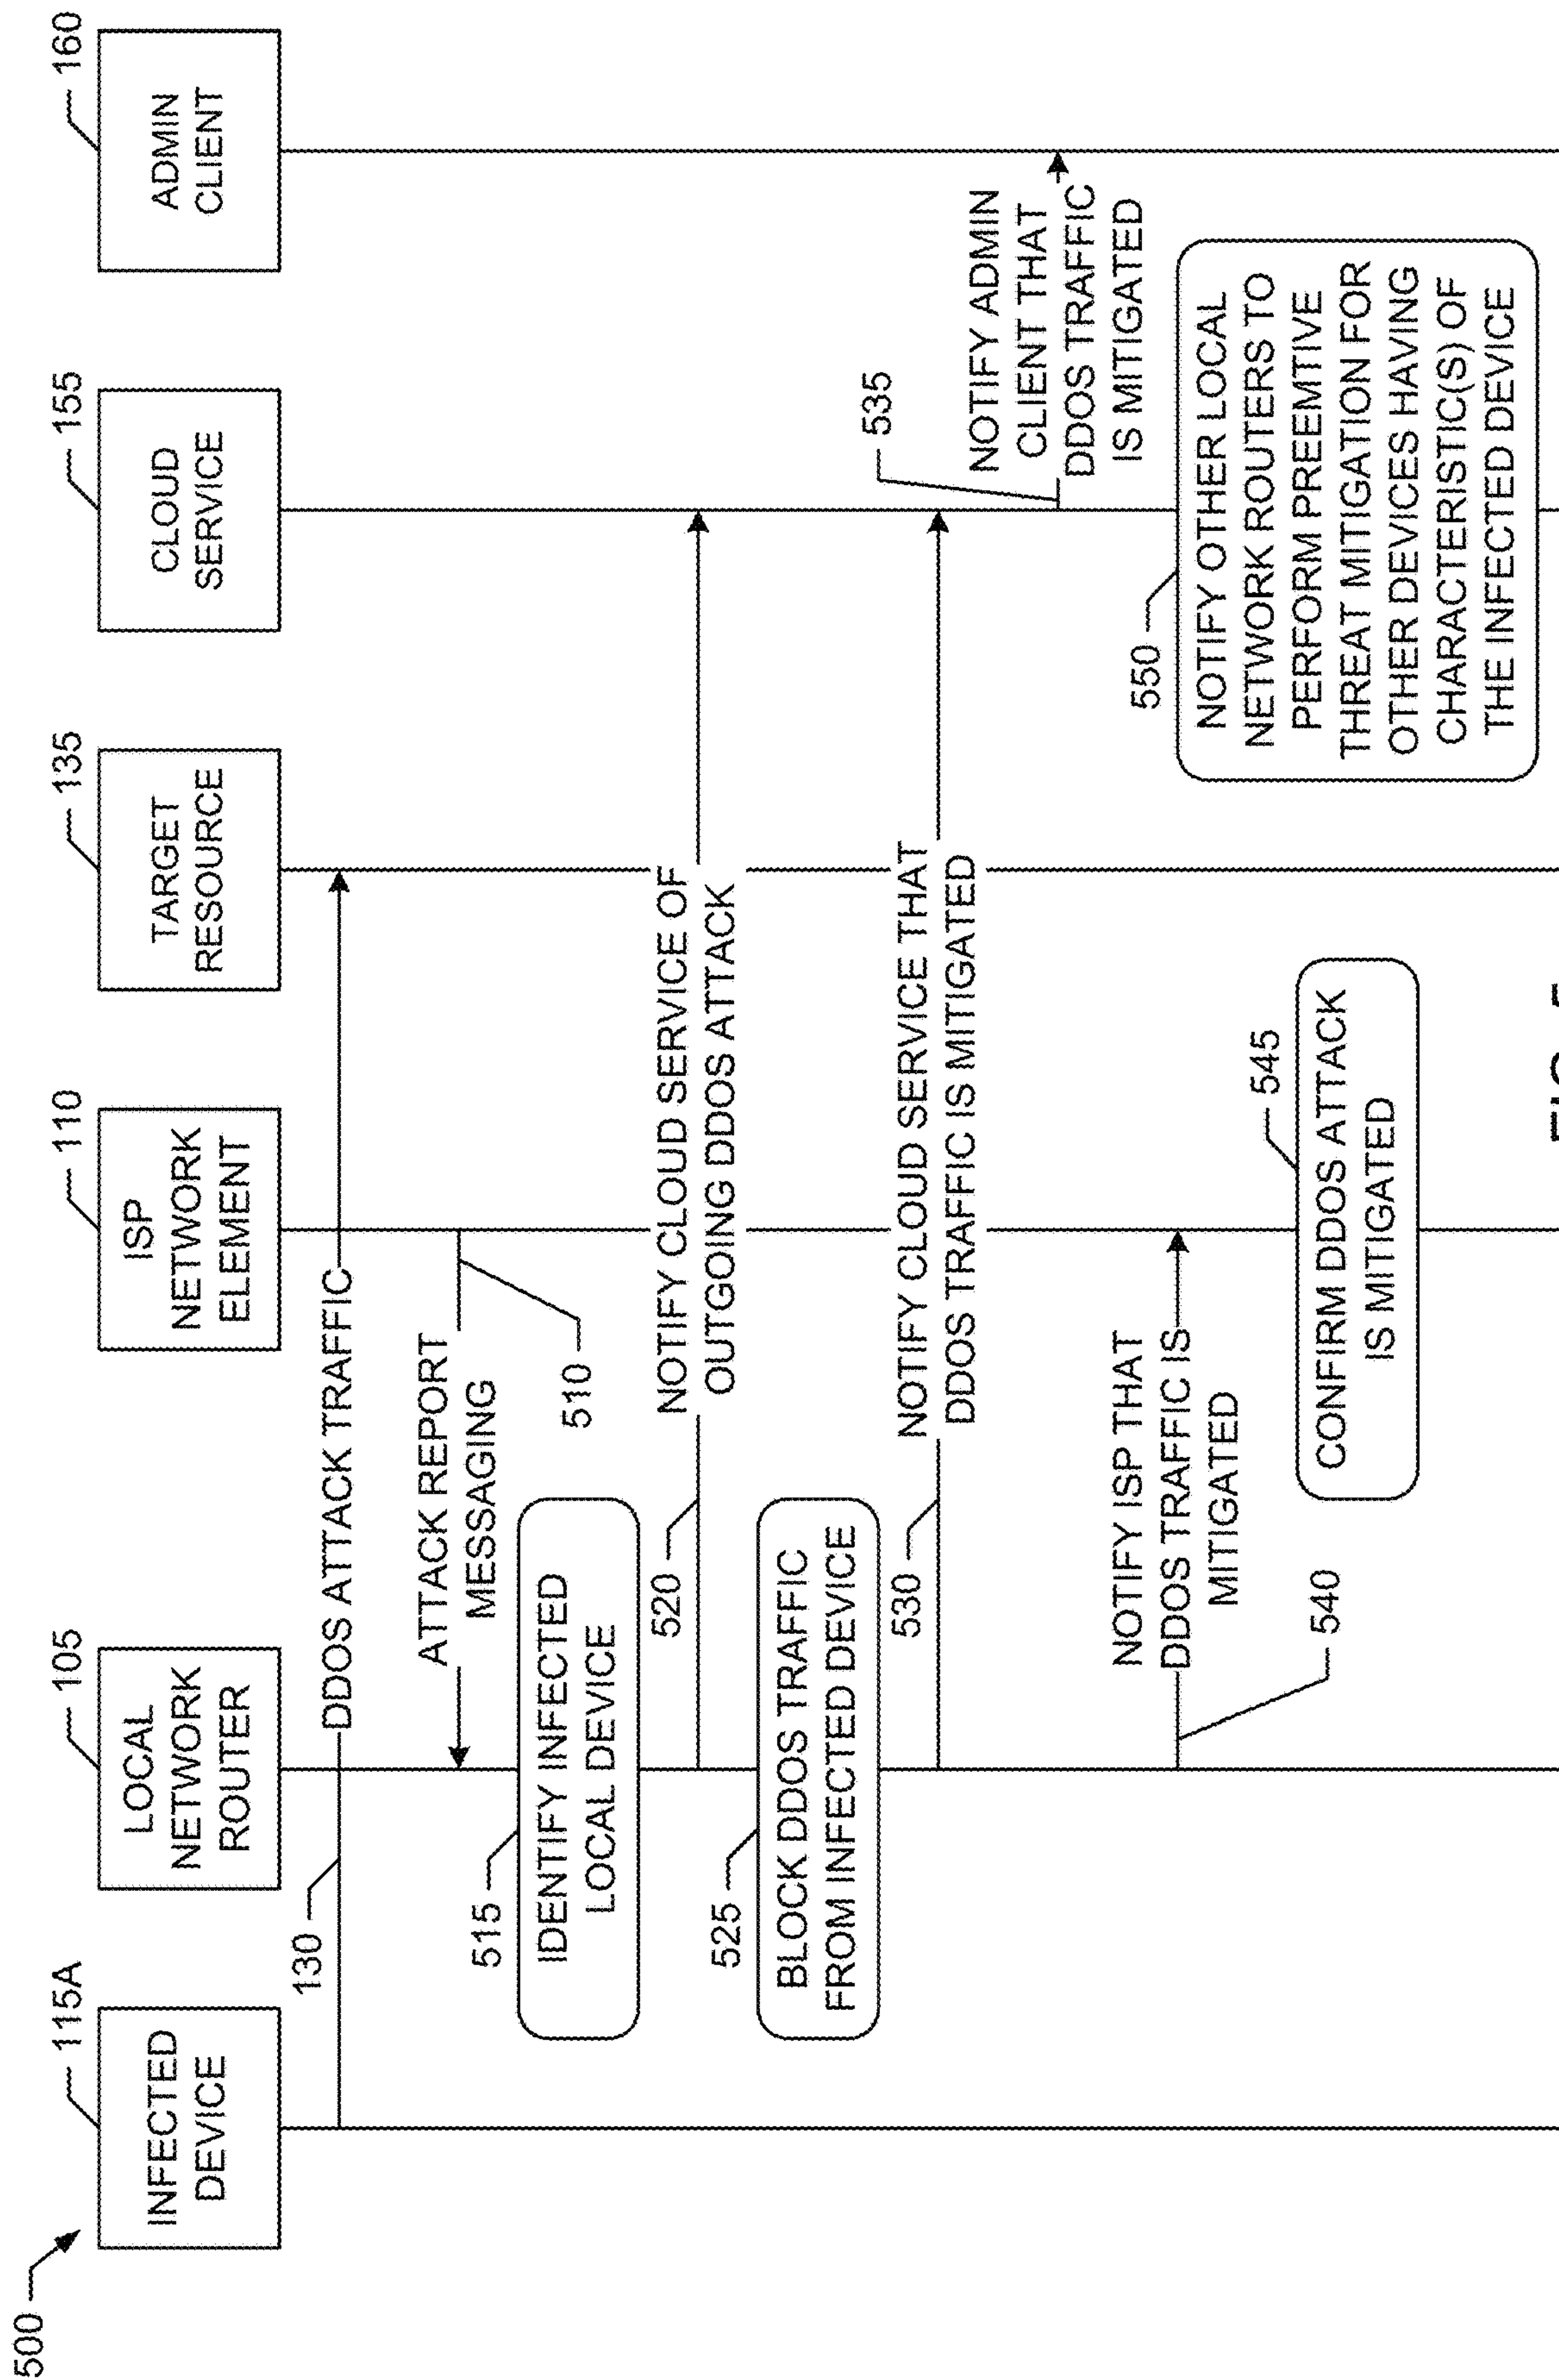 500
115A
INFECTED
DEVICE
105
LOCAL
NETWORK
ROUTER
110
ISP
NETWORK
ELEMENT
135
TARGET
RESOURCE
155
CLOUD
SERVICE
160
ADMIN
CLIENT
130
DDOS ATTACK TRAFFIC
ATTACK REPORT
MESSAGING
510
515
IDENTIFY INFECTED
LOCAL DEVICE
520
NOTIFY CLOUD SERVICE OF
OUTGOING DDOS ATTACK
525
BLOCK DDOS TRAFFIC
FROM INFECTED DEVICE
530
NOTIFY CLOUD SERVICE THAT
DDOS TRAFFIC IS MITIGATED
535
NOTIFY ADMIN
CLIENT THAT
DDOS TRAFFIC
IS MITIGATED
NOTIFY ISP THAT
DDOS TRAFFIC IS
MITIGATED
540
545
CONFIRM DDOS ATTACK
IS MITIGATED
550
NOTIFY OTHER LOCAL
NETWORK ROUTERS TO
PERFORM PREEMTIVE
THREAT MITIGATION FOR
OTHER DEVICES HAVING
CHARACTERISTIC(S) OF
THE INFECTED DEVICE